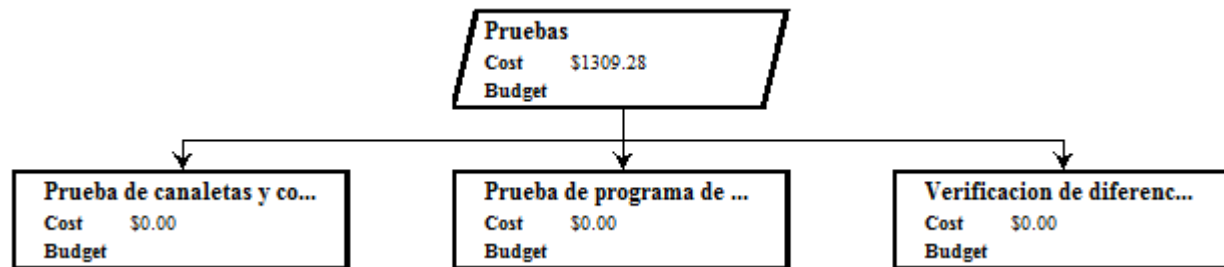 Pruebas
Cost $1309.28
Budget
Prueba de canaletas y co...
Cost $0.00
Budget
Prueba de programa de ...
Cost $0.00
Budget
Verificacion de diferenc...
Cost $0.00
Budget